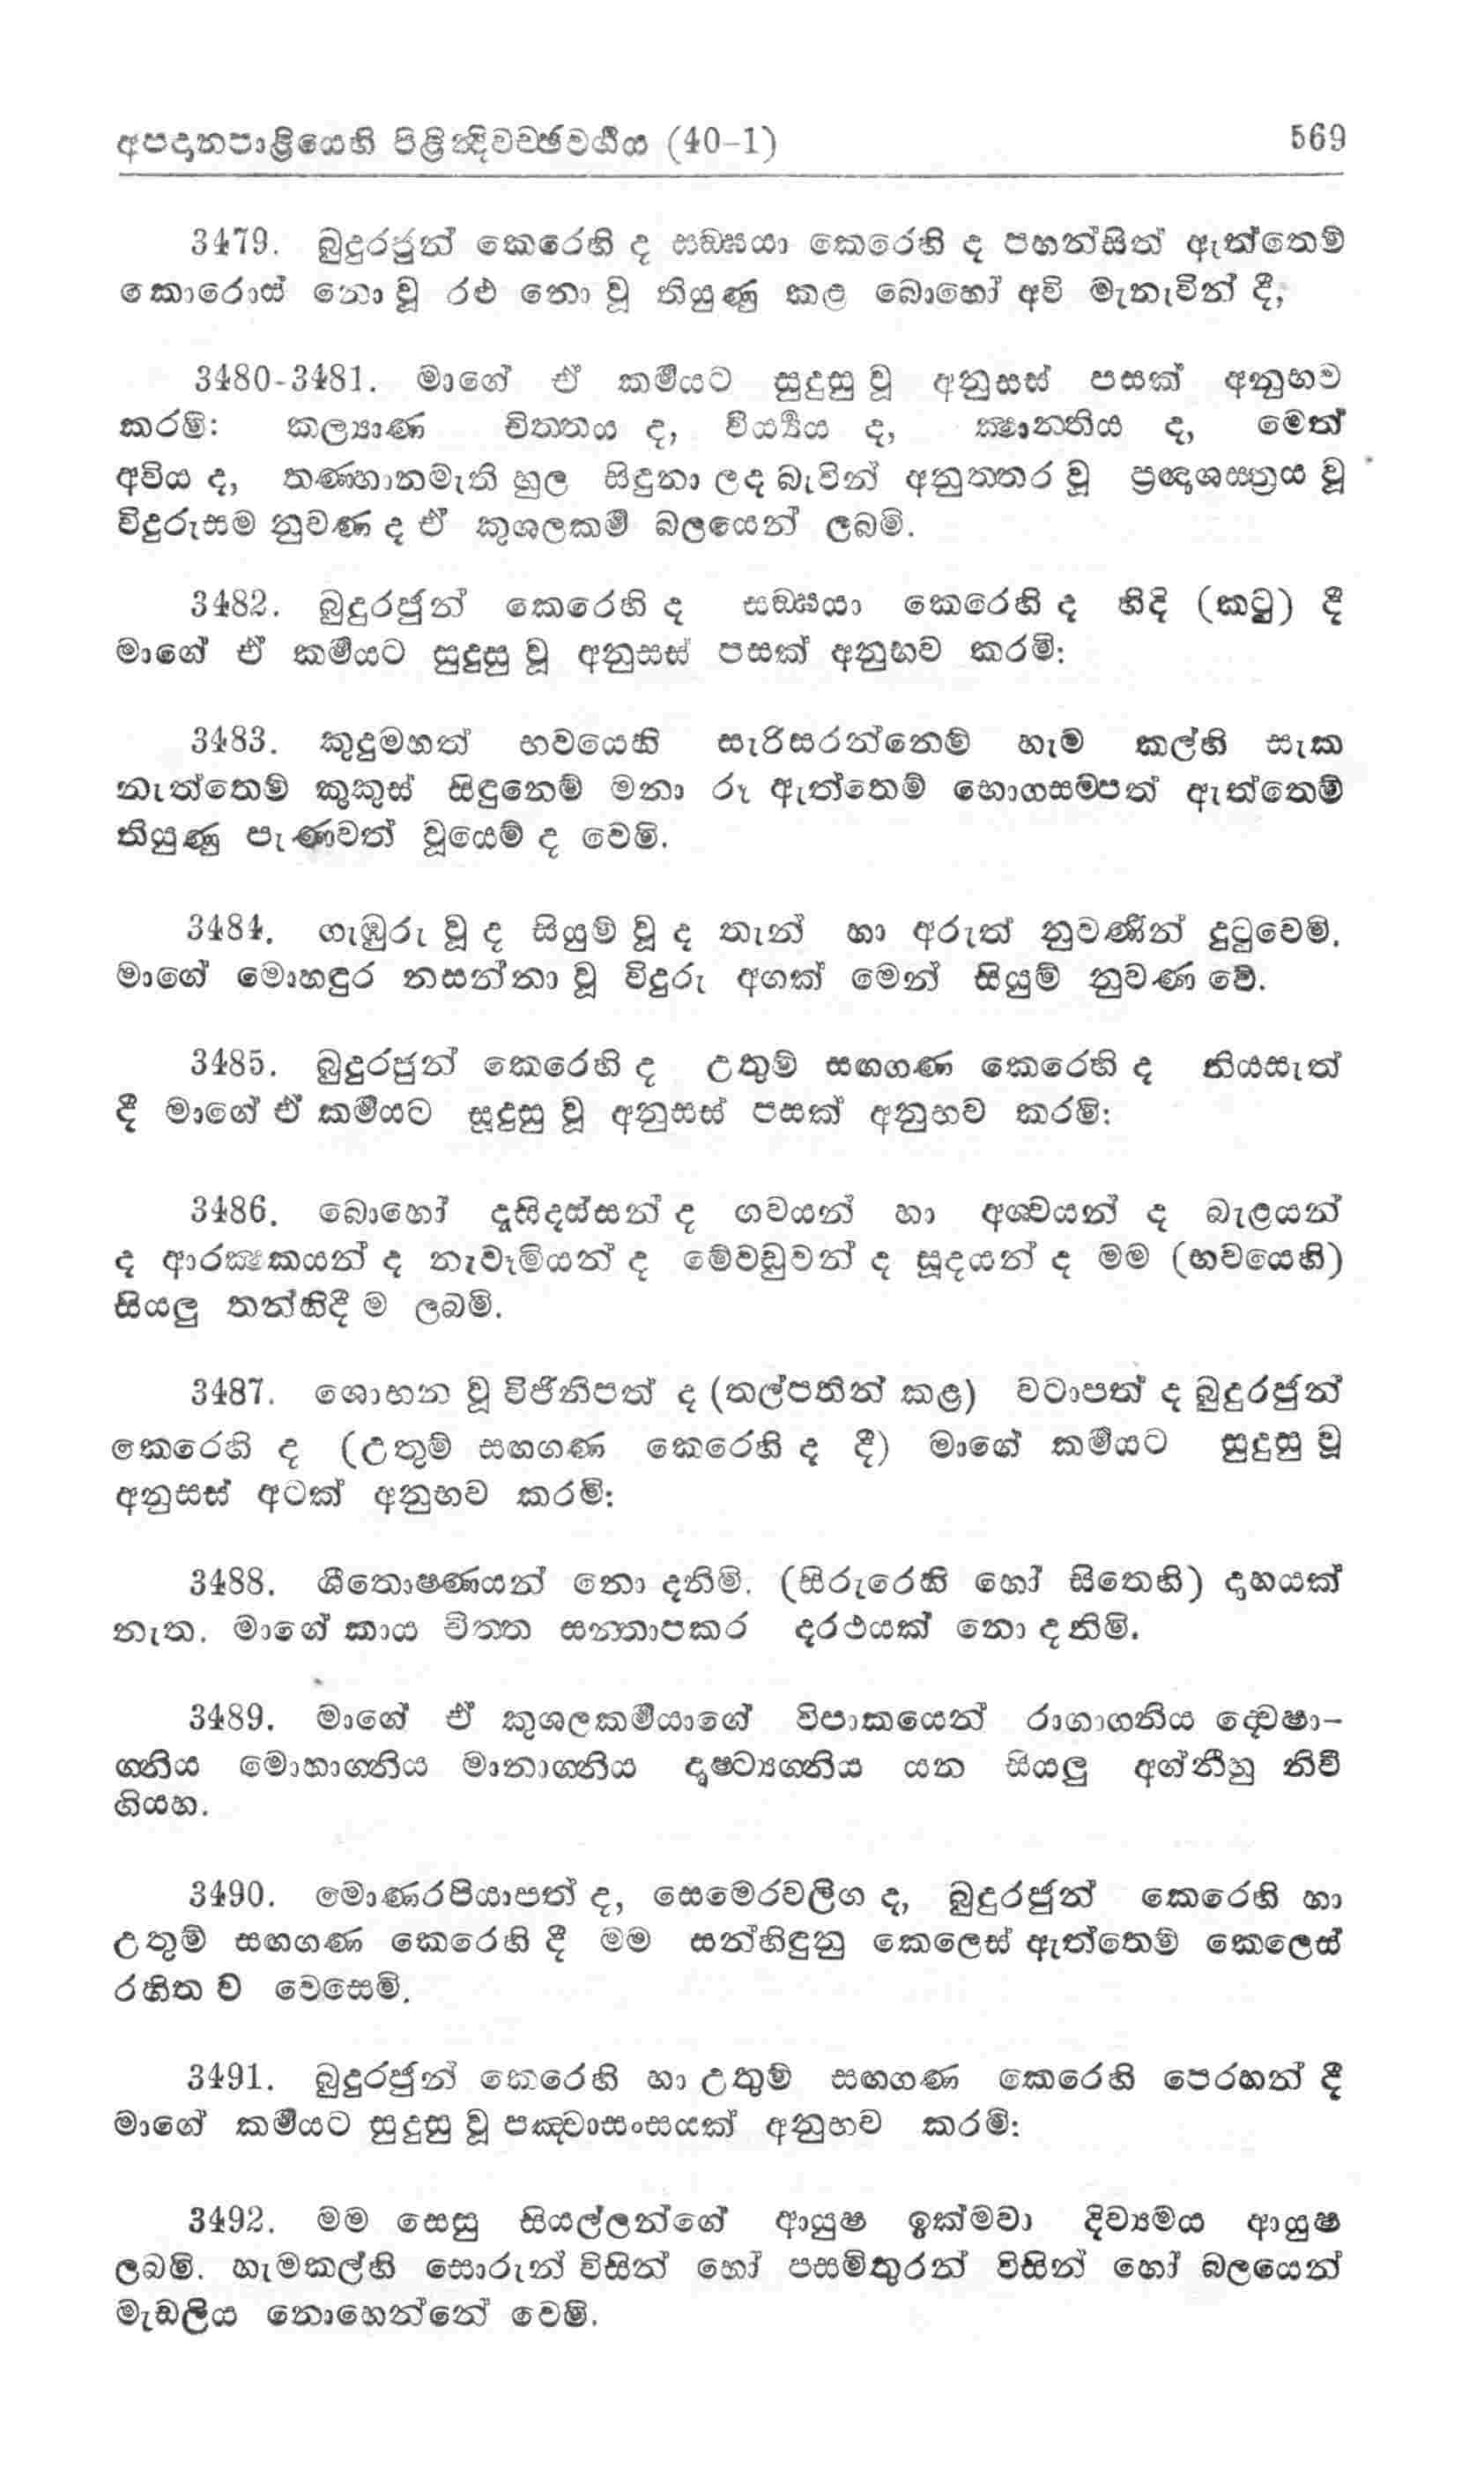 අපදානපාළියෙහි පිළින්‍දිවච්ඡවර්‍ගය (40-1) 569
3479. බුදුරජුන් කෙරෙහි ද සඞ්ඝයා කෙරෙහි ද පහන්සිත් ඇත්තෙම්
කොරොස් නො වූ රළු නො වූ තියුණු කළ බොහෝ අවි මැනැවින් දී,
3480-3481. මාගේ ඒ කර්‍මයට සුදුසු වූ අනුසස් පසක් අනුභව
කරමි: කල්‍යාණ චිත්‍තය ද, වීර්‍ය්‍යය ද, ක්‍ෂාන්‍තිය ද, මෙත්
අවිය ද, තණ්හානමැති හුල සිඳුනා ලද බැවින් අනුත්‍තර වූ ප්‍රඥාශස්ත්‍රය වූ
විදුරුසම නුවණ ද ඒ කුශලකර්‍ම බලයෙන් ලබමි.
3482. බුදුරජුන් කෙරෙහි ද සඞ්ඝයා කෙරෙහි ද හිදි (කටු) දී
මාගේ ඒ කර්‍මයට සුදුසු වූ අනුසස් පසක් අනුභව කරමි:
3483. කුදුමහත් භවයෙහි සැරිසරන්නෙම් හැම කල්හි සැක
නැත්තෙම් කුකුස් සිඳුනෙම් මනා රූ ඇත්තෙම් භොගසම්පත් ඇත්තෙම්
තියුණු පැණවත් වූයෙම් ද වෙමි.
3484. ගැඹුරු වූ ද සියුම් වූ ද තැන් හා අරුත් නුවණින් දුටුවෙමි.
මාගේ මොහඳුර නසන්නා වූ විදුරු අගක් මෙන් සියුම් නුවණ වේ.
3485. බුදුරජුන් කෙරෙහි ද උතුම් සඟගණ කෙරෙහි ද නියසැත්
දී මාගේ ඒ කර්‍මයට සුදුසු වූ අනුසස් පසක් අනුභව කරමි:
3486. බොහෝ දාසිදස්සන් ද ගවයන් හා අශ්‍වයන් ද බැළයන්
ද ආරක්‍ෂකයන් ද නැවෑමියන් ද මේවඩුවන් ද සූදයන් ද මම (භවයෙහි)
සියලු තන්හිදී ම ලබමි.
3487. ශොභන වූ විජිනිපත් ද (තල්පතින් කළ) වටාපත් ද බුදුරජුන්
කෙරෙහි ද (උතුම් සඟගණ කෙරෙහි ද දී) මාගේ කර්‍මයට සුදුසු වූ
අනුසස් අටක් අනුභව කරමි:
3488. ශීතොෂ්ණයන් නො දනිමි. (සිරුරෙහි හෝ සිතෙහි) දාහයක්
නැත. මාගේ කාය චිත්‍ත සන්‍තාපකර දරථයක් නො දනිමි.
3489. මාගේ ඒ කුශලකර්‍මයාගේ විපාකයෙන් රාගාග්නිය ද්‍වෙෂා-
ග්නිය මොහාග්නිය මානාග්නිය දෘෂ්ට්‍යග්නිය යන සියලු අග්නීහු නිවී
ගියහ.
3490. මොණරපියාපත් ද, සෙමෙරවලිග ද, බුදුරජුන් කෙරෙහි හා
උතුම් සඟගණ කෙරෙහි දී මම සන්හිඳුනු කෙලෙස් ඇත්තෙම් කෙලෙස්
රහිත ව වෙසෙමි.
3491. බුදුරජුන් කෙරෙහි හා උතුම් සඟගණ කෙරෙහි පෙරහන් දී
මාගේ කර්‍මයට සුදුසු වූ පඤ්චාසංසයක් අනුභව කරමි:
3492. මම සෙසු සියල්ලන්ගේ ආයුෂ ඉක්මවා දිව්‍යමය ආයුෂ
ලබමි. හැමකල්හි සොරුන් විසින් හෝ පසමිතුරන් විසින් හෝ බලයෙන්
මැඩලිය නොහෙන්නේ වෙමි.